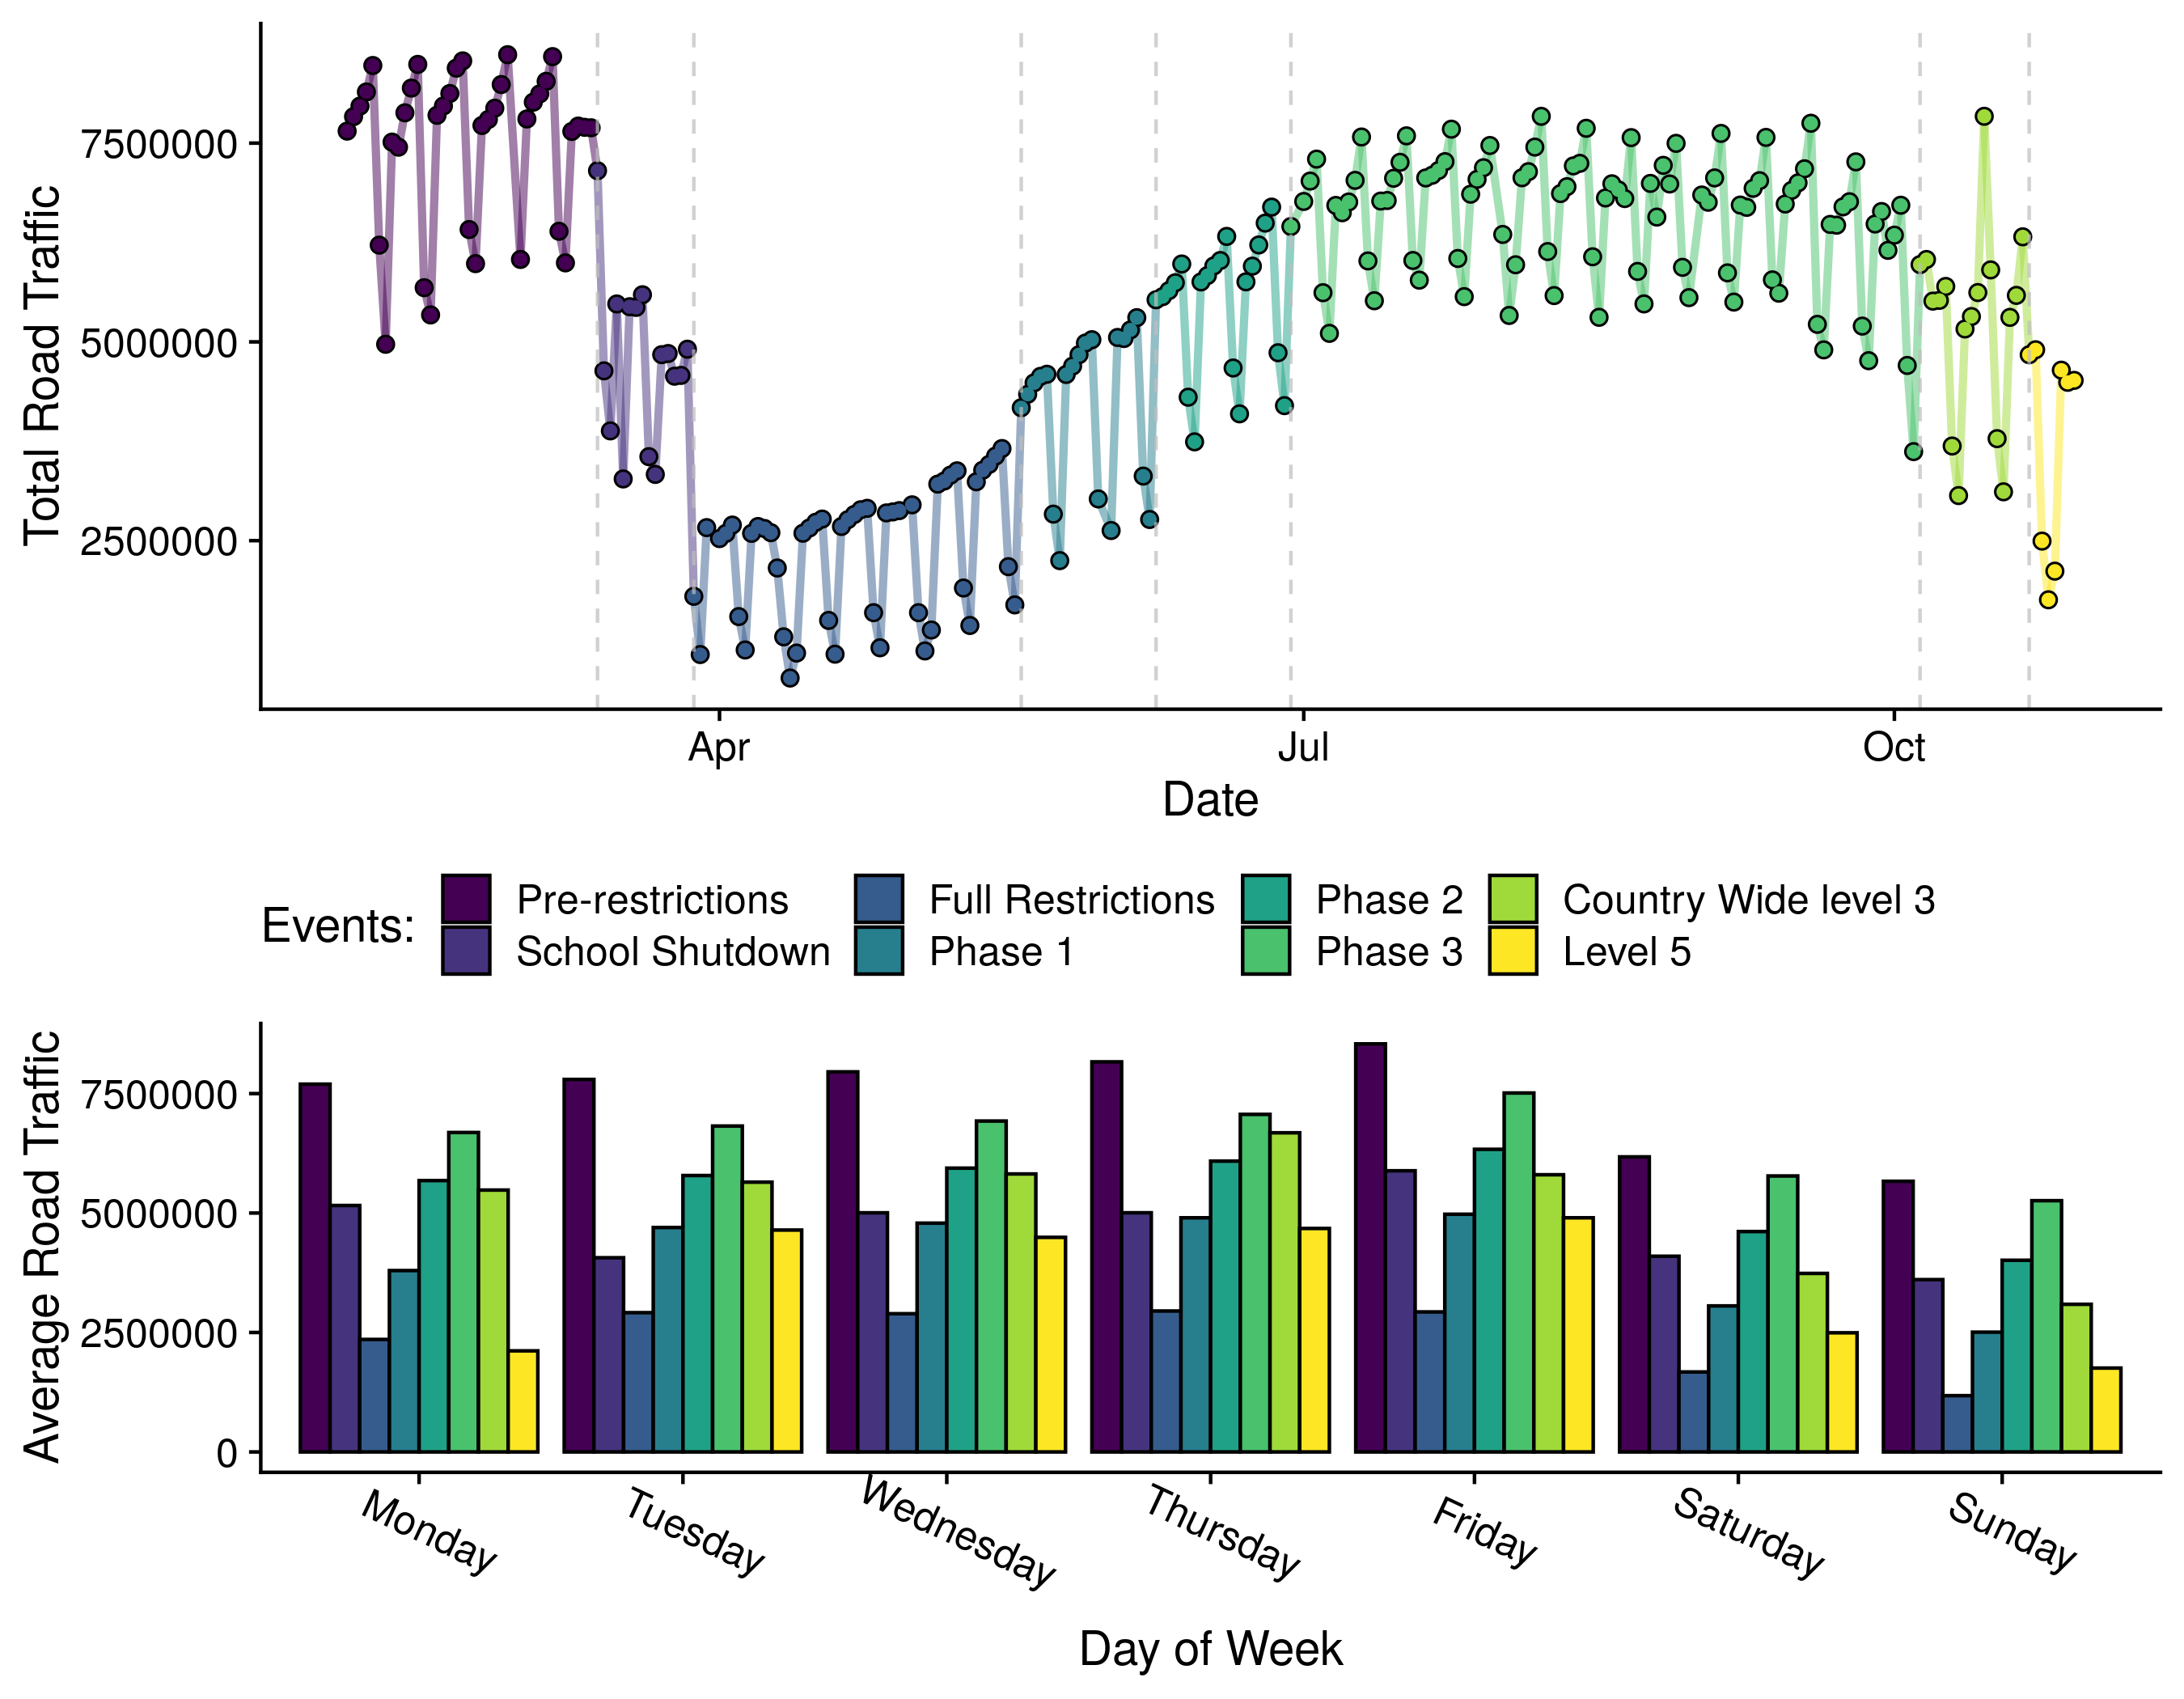 Total Road Traffic
7500000
5000000
2500000
Apr
Jul
Oct
Date
Events:
Pre-restrictions
School Shutdown
Full Restrictions
Phase 1
Phase 2
Phase 3
Country Wide level 3
Level 5
Average Road Traffic
7500000
5000000
2500000
0
Monday
Tuesday
Wednesday
Thursday
Friday
Saturday
Sunday
Day of Week